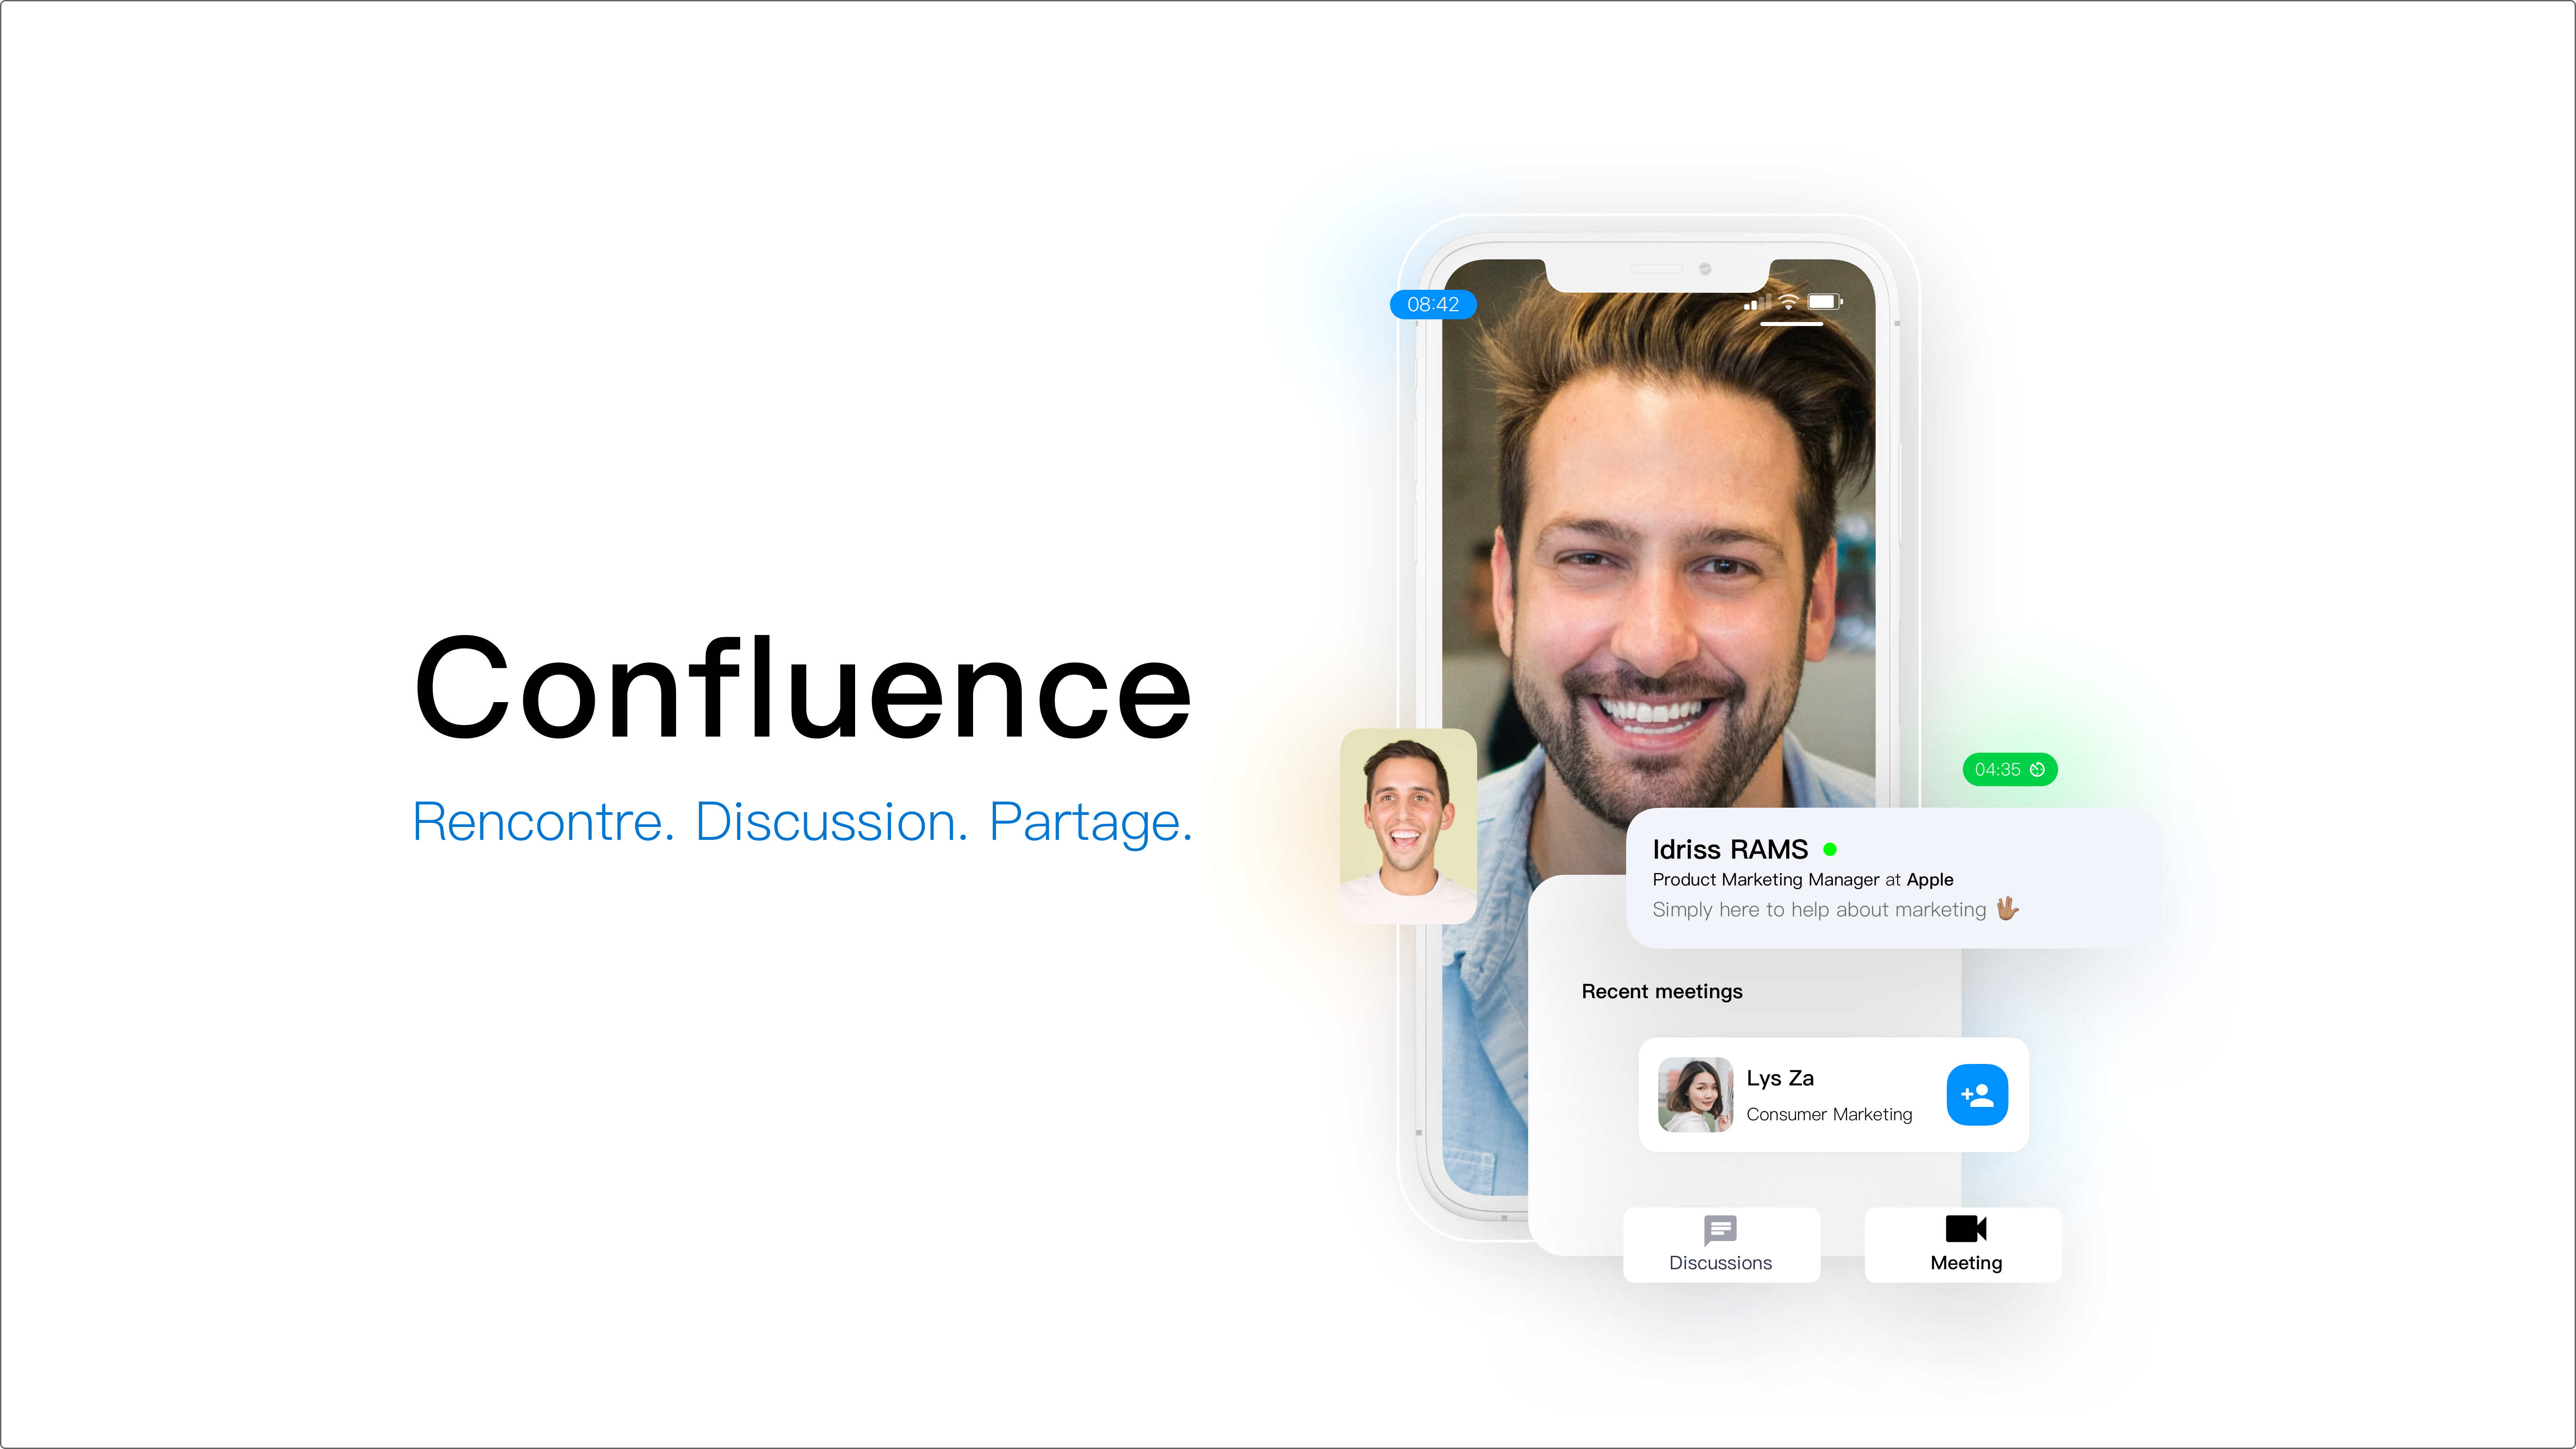 Confluence
Rencontre. Discussion. Partage.
08:42
04:35
Idriss RAMS
Product Marketing Manager at Apple
Simply here to help about marketing 🖖🏽
Recent meetings
Lys Za
Consumer Marketing
Discussions
Meeting